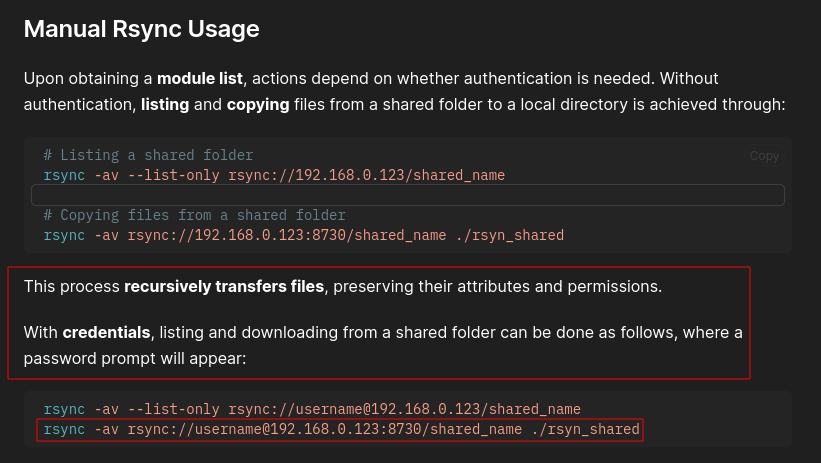 Manual Rsync Usage
Upon obtaining a module list, actions depend on whether authentication is needed. Without
authentication, listing and copying files from a shared folder to a local directory is achieved through:
# Listing a shared folder
Copy
rsync -av --list-only rsync://192.168.0.123/shared_name
# Copying files from a shared folder
rsync -av rsync://192.168.0.123:8730/shared_name ./rsyn_shared
This process recursively transfers files, preserving their attributes and permissions.
With credentials, listing and downloading from a shared folder can be done as follows, where a
password prompt will appear:
rsync -av --list-only rsync://username@192.168.0.123/shared_name
rsync -av rsync://username@192.168.0.123:8730/shared_name ./rsyn_shared